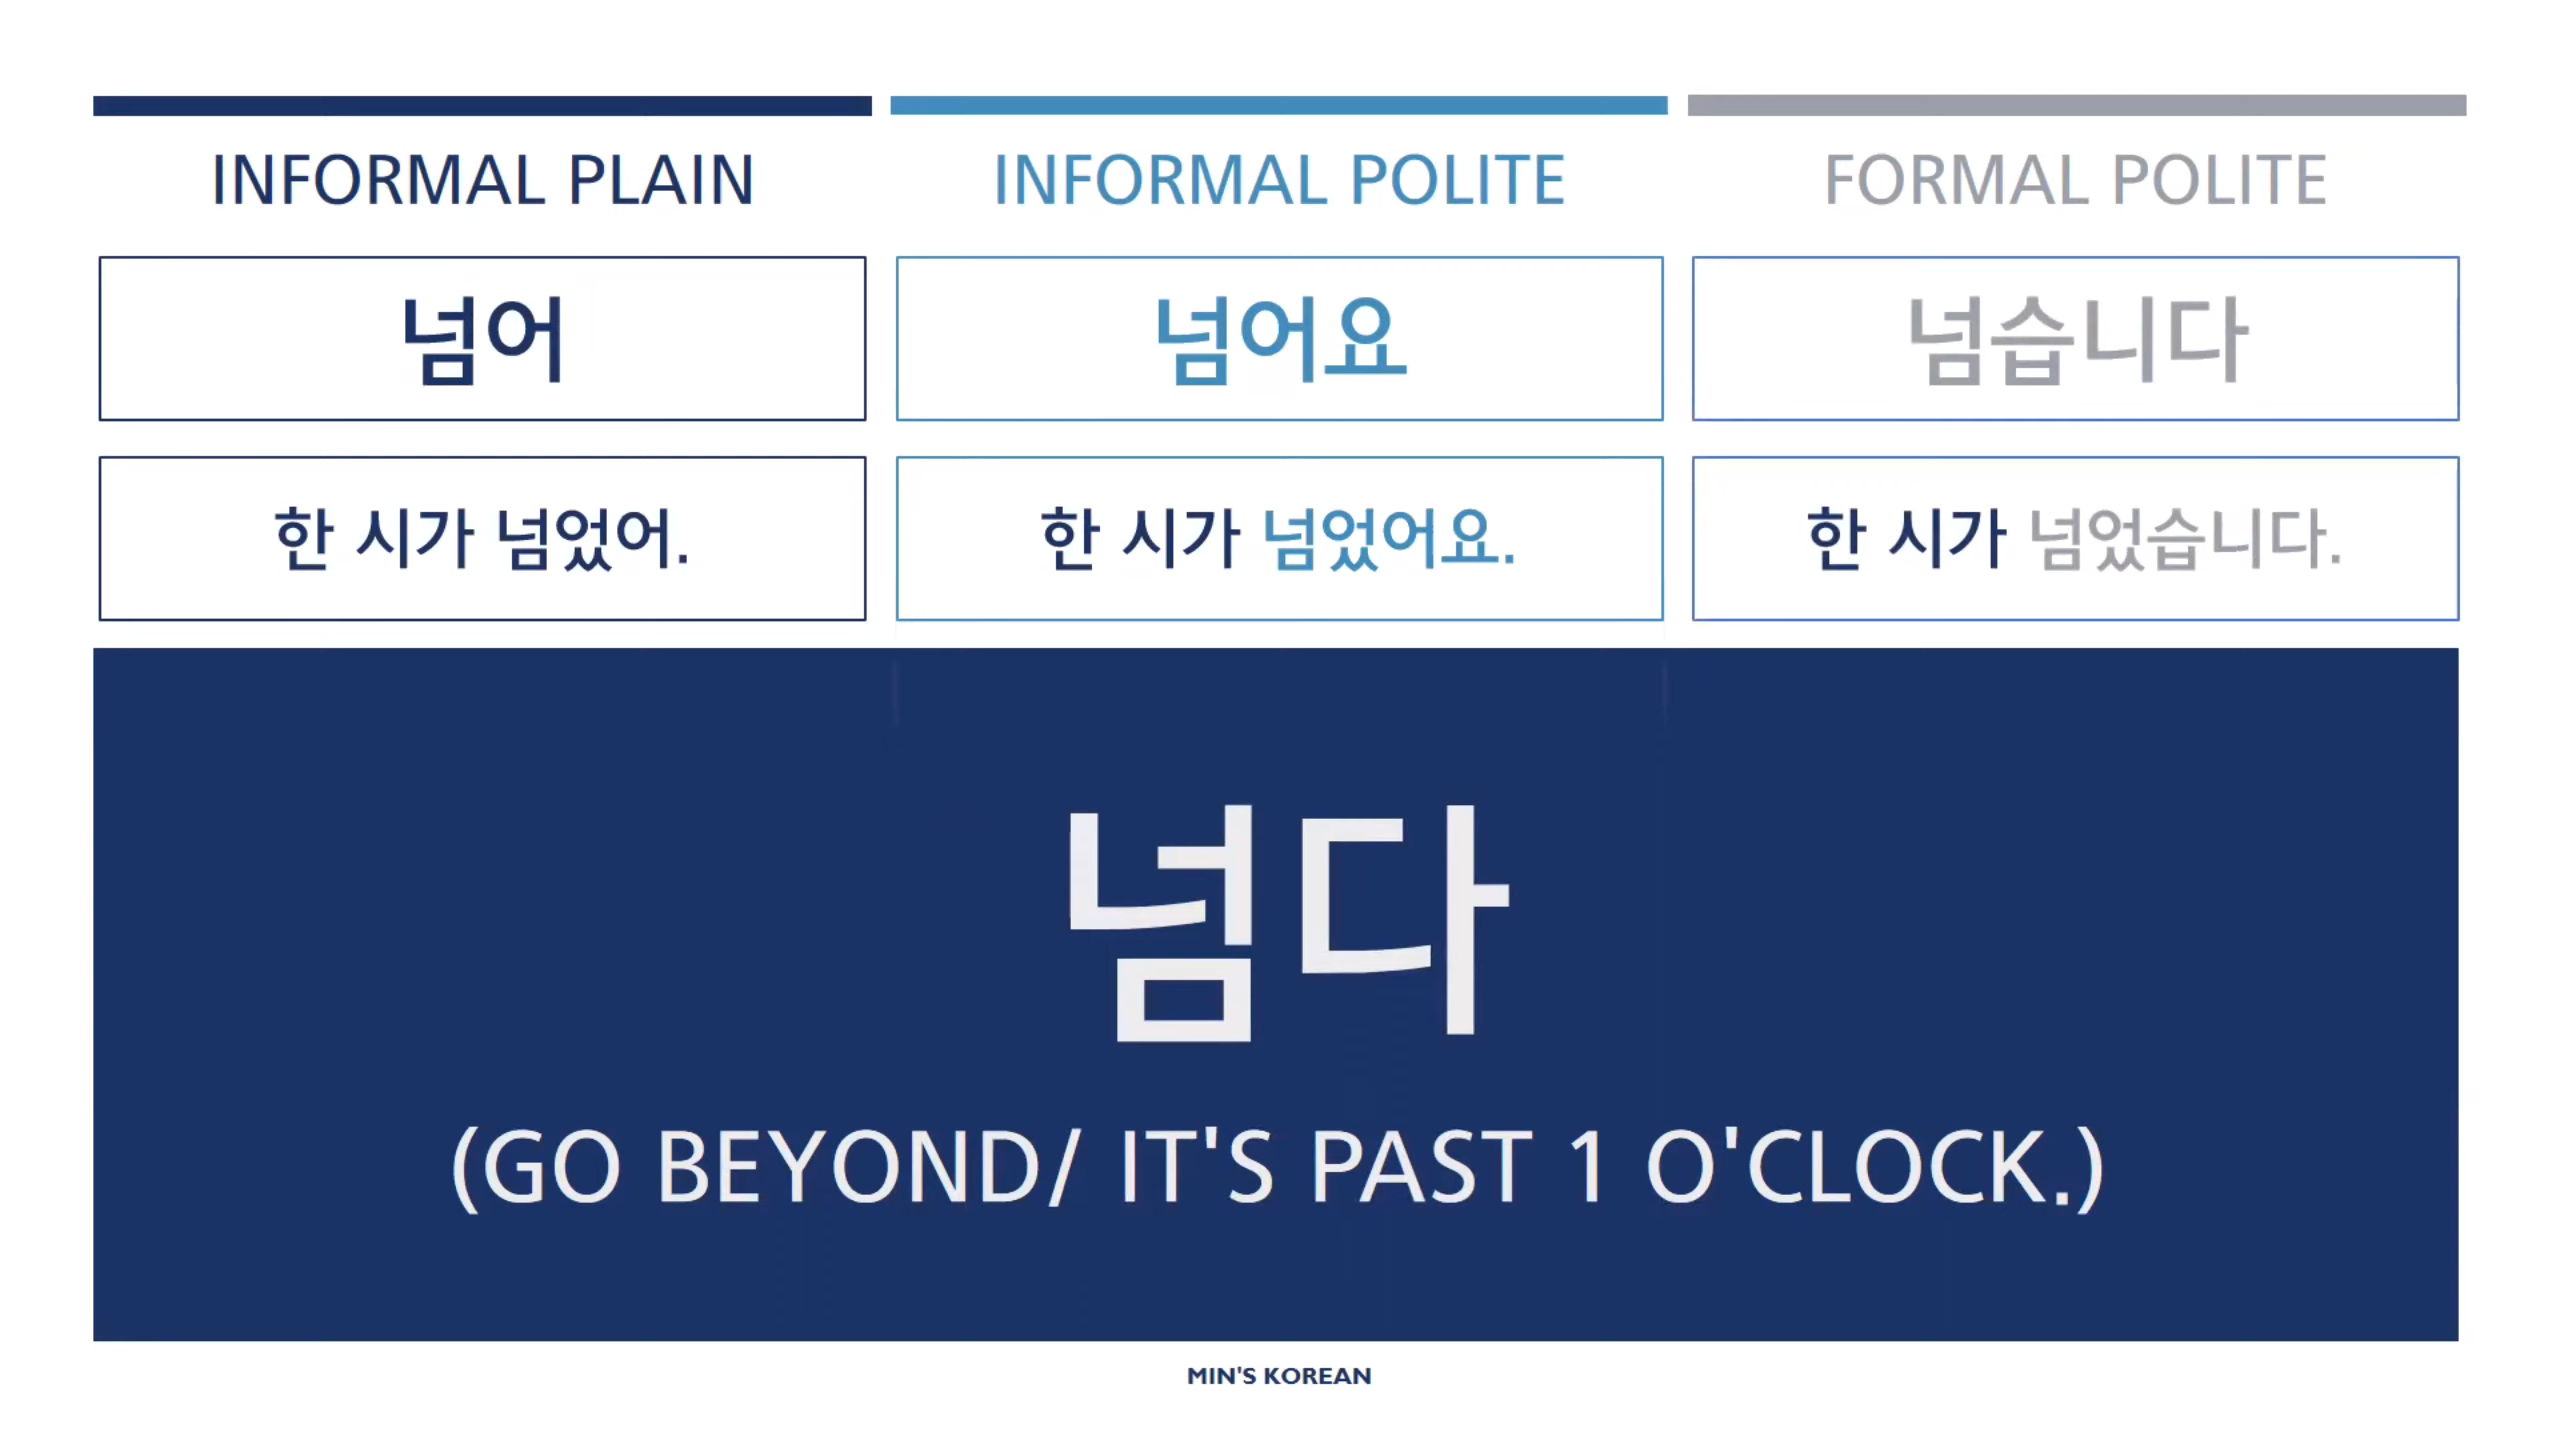 INFORMAL PLAIN
INFORMAL POLITE
FORMAL POLITE
넘어
넘어요
넘습니다
한 시가 넘었어.
한 시가 넘었어요.
한 시가 넘었습니다.
넘다
(GO BEYOND/ IT'S PAST 1 O'CLOCK.)
MIN'S KOREAN